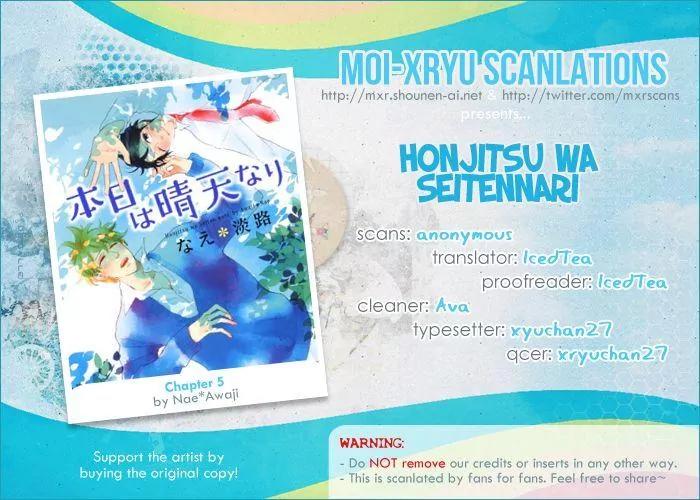 MOI-XRYU SCANLATIONS
http://mxr.shounen-ai.net & http://twitter.com/mxrscans
presents...
HONJITSU WA
SEITENNARI
scans: anonymous
translator: IcedTea
proofreader: IcedTea
cleaner: Ava
typesetter: xyuchan27
qcer: xryuchan27
本日は晴天なり
なえ*淡路
Chapter 5
by Nae*Awaji
Support the artist by
buying the original copy!
WARNING:
- Do NOT remove our credits or inserts in any other way.
- This is scanlated by fans for fans. Feel free to share~